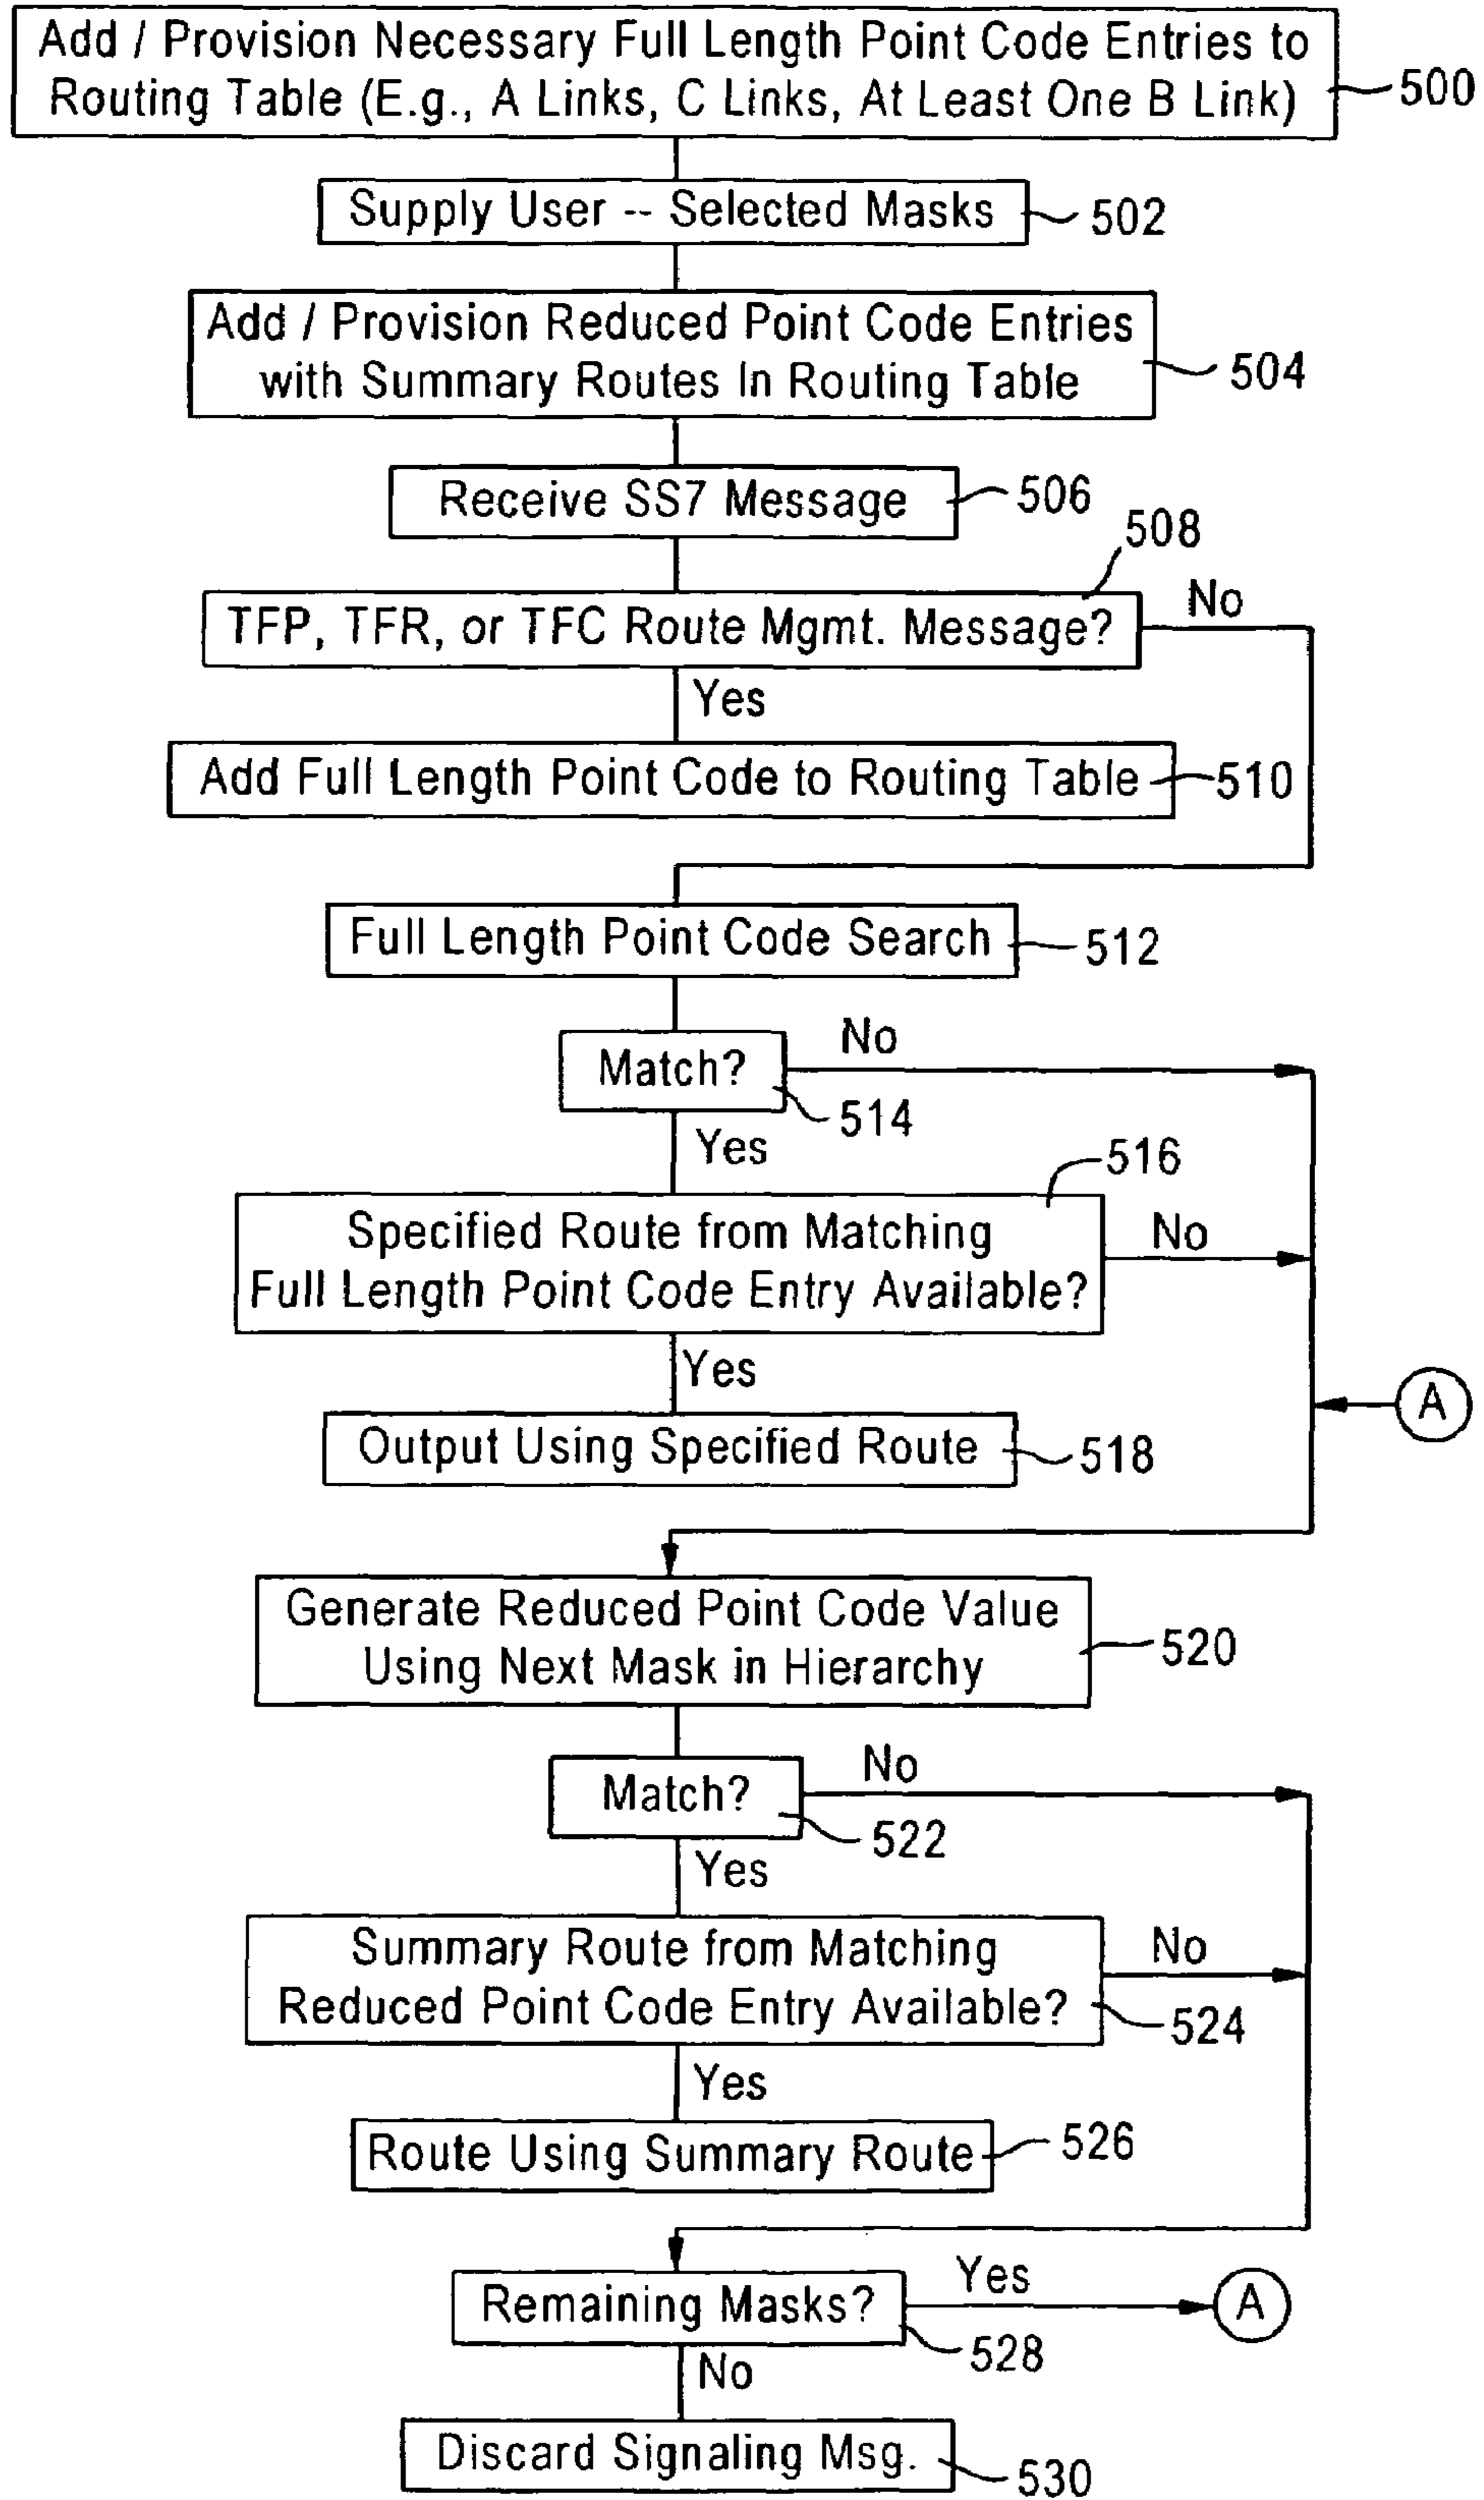 Add / Provision Necessary Full Length Point Code Entries to
Routing Table (E.g., A Links, C Links, At Least One B Link)
500
Supply User -- Selected Masks
502
Add / Provision Reduced Point Code Entries
with Summary Routes In Routing Table
504
Receive SS7 Message
506
508
TFP, TFR, or TFC Route Mgmt. Message?
No
Yes
Add Full Length Point Code to Routing Table
510
Full Length Point Code Search
512
Match?
No
514
Yes
516
Specified Route from Matching
Full Length Point Code Entry Available?
No
Yes
A
Output Using Specified Route
518
Generate Reduced Point Code Value
Using Next Mask in Hierarchy
520
Match?
No
522
Yes
Summary Route from Matching
Reduced Point Code Entry Available?
No
524
Yes
Route Using Summary Route
526
Remaining Masks?
Yes
A
528
No
Discard Signaling Msg.
530